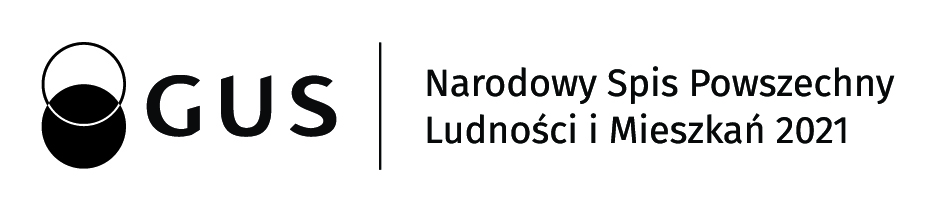 GUS
Narodowy Spis Powszechny
Ludności i Mieszkań 2021